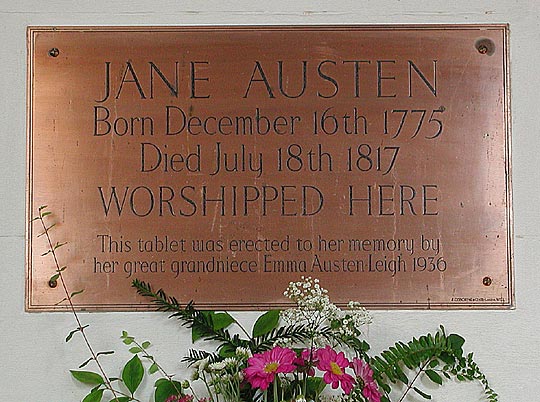 JANE AUSTEN
Born December 16th 1775
Died July 18th 1817
WORSHIPPED HERE
This tablet was erected to her memory by
her great grandniece Emma Austen-Leigh 1936